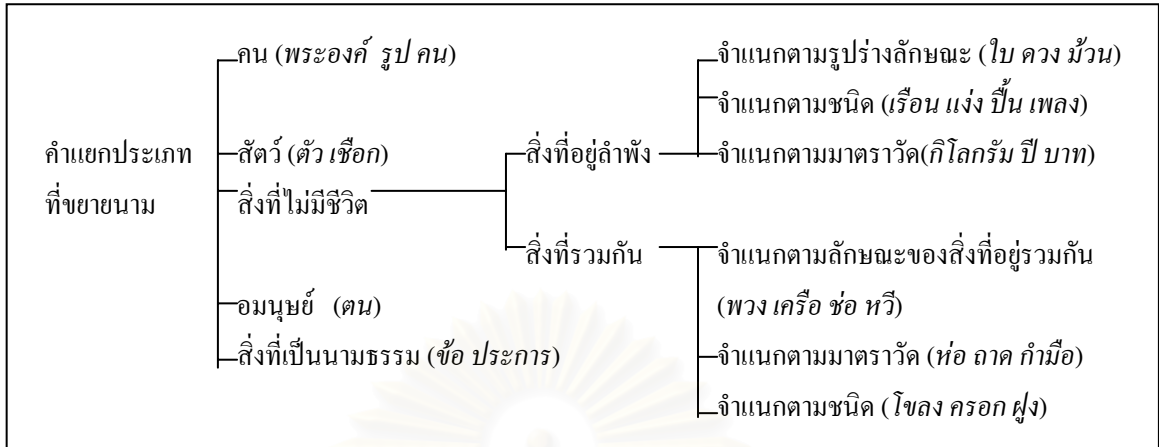 คำแยกประเภท
ที่ขยายนาม
คน (พระองค์ รูป คน)
สัตว์ (ตัว เชือก)
สิ่งที่ไม่มีชีวิต
อมนุษย์ (ตน)
สิ่งที่เป็นนามธรรม (ข้อ ประการ)
สิ่งที่อยู่ลำพัง
สิ่งที่รวมกัน
จำแนกตามรูปร่างลักษณะ (ใบ ดวง ม้วน)
จำแนกตามชนิด (เรือน แง่ง ปื้น เพลง)
จำแนกตามมาตราวัด(กิโลกรัม ปี บาท)
จำแนกตามลักษณะของสิ่งที่อยู่รวมกัน
(พวง เครือ ช่อ หวี)
จำแนกตามมาตราวัด (ห่อ ถาด กำมือ)
จำแนกตามชนิด (โขลง ครอก ฝูง)